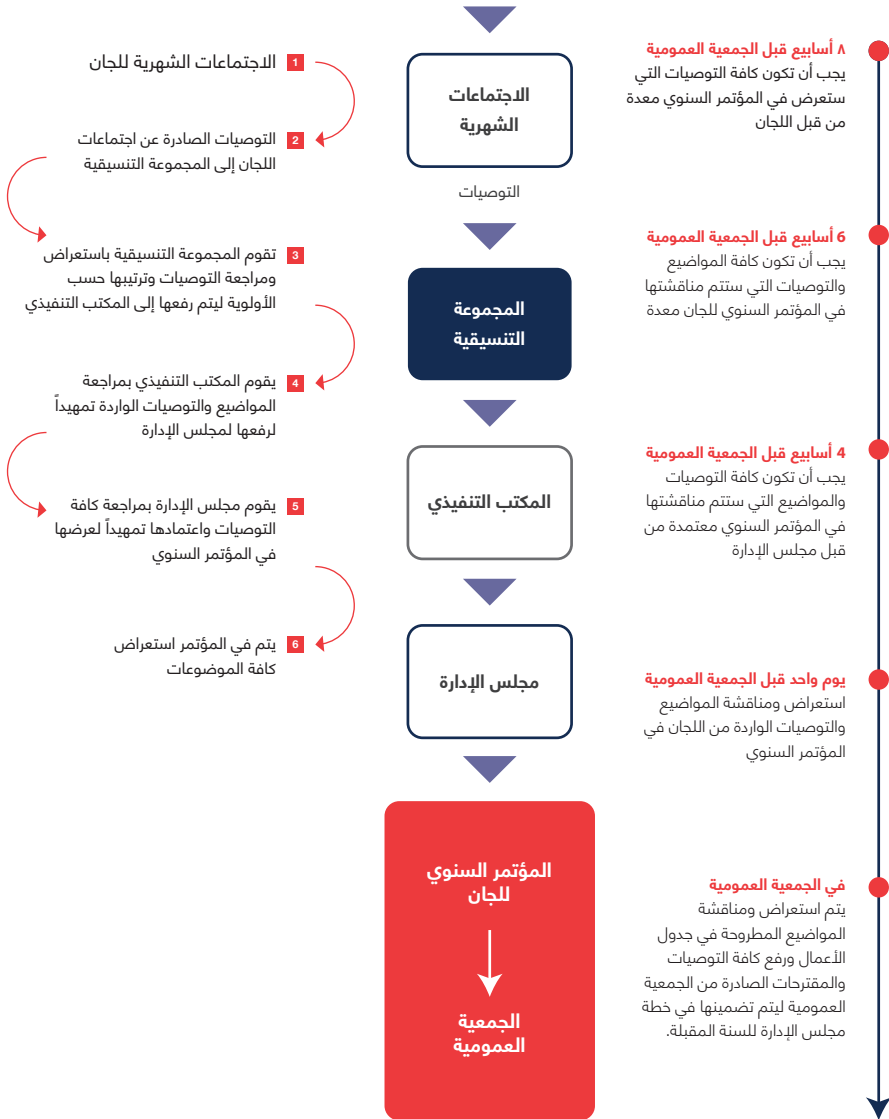 ٨ أسابيع قبل الجمعية العمومية
يجب أن تكون كافة التوصيات التي
ستعرض في المؤتمر السنوي معدة
من قبل اللجان
6 أسابيع قبل الجمعية العمومية
يجب أن تكون كافة المواضيع
والتوصيات التي ستتم مناقشتها
في المؤتمر السنوي للجان معدة
4 أسابيع قبل الجمعية العمومية
يجب أن تكون كافة التوصيات
والمواضيع التي ستتم مناقشتها
في المؤتمر السنوي معتمدة من
قبل مجلس الإدارة
يوم واحد قبل الجمعية العمومية
استعراض ومناقشة المواضيع
والتوصيات الواردة من اللجان في
المؤتمر السنوي
في الجمعية العمومية
يتم استعراض ومناقشة
المواضيع المطروحة في جدول
الأعمال ورفع كافة التوصيات
والمقترحات الصادرة من الجمعية
العمومية ليتم تضمينها في خطة
مجلس الإدارة للسنة المقبلة.
الاجتماعات
الشهرية
التوصيات
المجموعة
التنسيقية
المكتب التنفيذي
مجلس الإدارة
المؤتمر السنوي
للجان
الجمعية
العمومية
1 الاجتماعات الشهرية للجان
2 التوصيات الصادرة عن اجتماعات
اللجان إلى المجموعة التنسيقية
3 تقوم المجموعة التنسيقية باستعراض
ومراجعة التوصيات وترتيبها حسب
الأولوية ليتم رفعها إلى المكتب التنفيذي
4 يقوم المكتب التنفيذي بمراجعة
المواضيع والتوصيات الواردة تمهيداً
لرفعها لمجلس الإدارة
5 يقوم مجلس الإدارة بمراجعة كافة
التوصيات واعتمادها تمهيداً لعرضها
في المؤتمر السنوي
6 يتم في المؤتمر استعراض
كافة الموضوعات